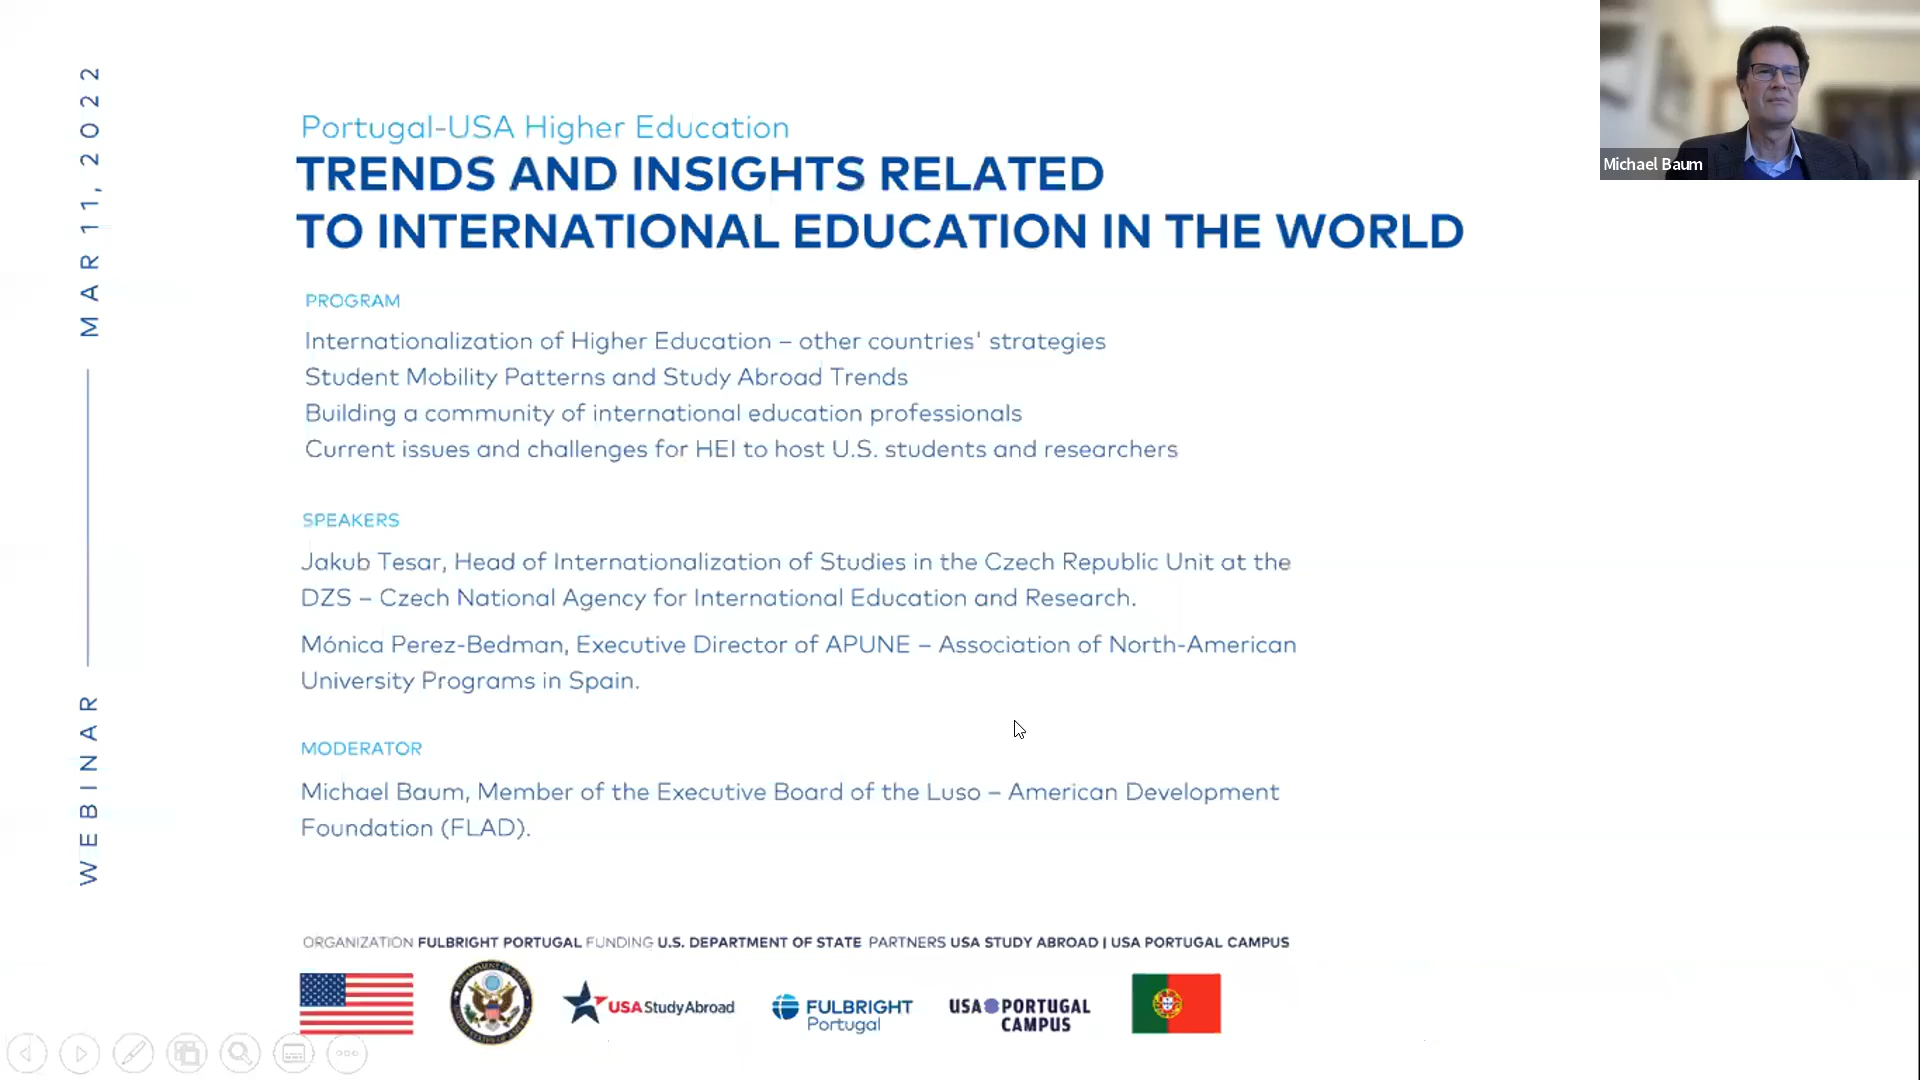 MAR 11, 2022
WEBINAR
Portugal-USA Higher Education
TRENDS AND INSIGHTS RELATED
TO INTERNATIONAL EDUCATION IN THE WORLD
PROGRAM
Internationalization of Higher Education – other countries' strategies
Student Mobility Patterns and Study Abroad Trends
Building a community of international education professionals
Current issues and challenges for HEI to host U.S. students and researchers
SPEAKERS
Jakub Tesar, Head of Internationalization of Studies in the Czech Republic Unit at the
DZS – Czech National Agency for International Education and Research.
Mónica Perez-Bedman, Executive Director of APUNE – Association of North-American
University Programs in Spain.
MODERATOR
Michael Baum, Member of the Executive Board of the Luso – American Development
Foundation (FLAD).
ORGANIZATION FULBRIGHT PORTUGAL FUNDING U.S. DEPARTMENT OF STATE PARTNERS USA STUDY ABROAD | USA PORTUGAL CAMPUS
USA StudyAbroad
FULBRIGHT
Portugal
USA PORTUGAL
CAMPUS
Michael Baum